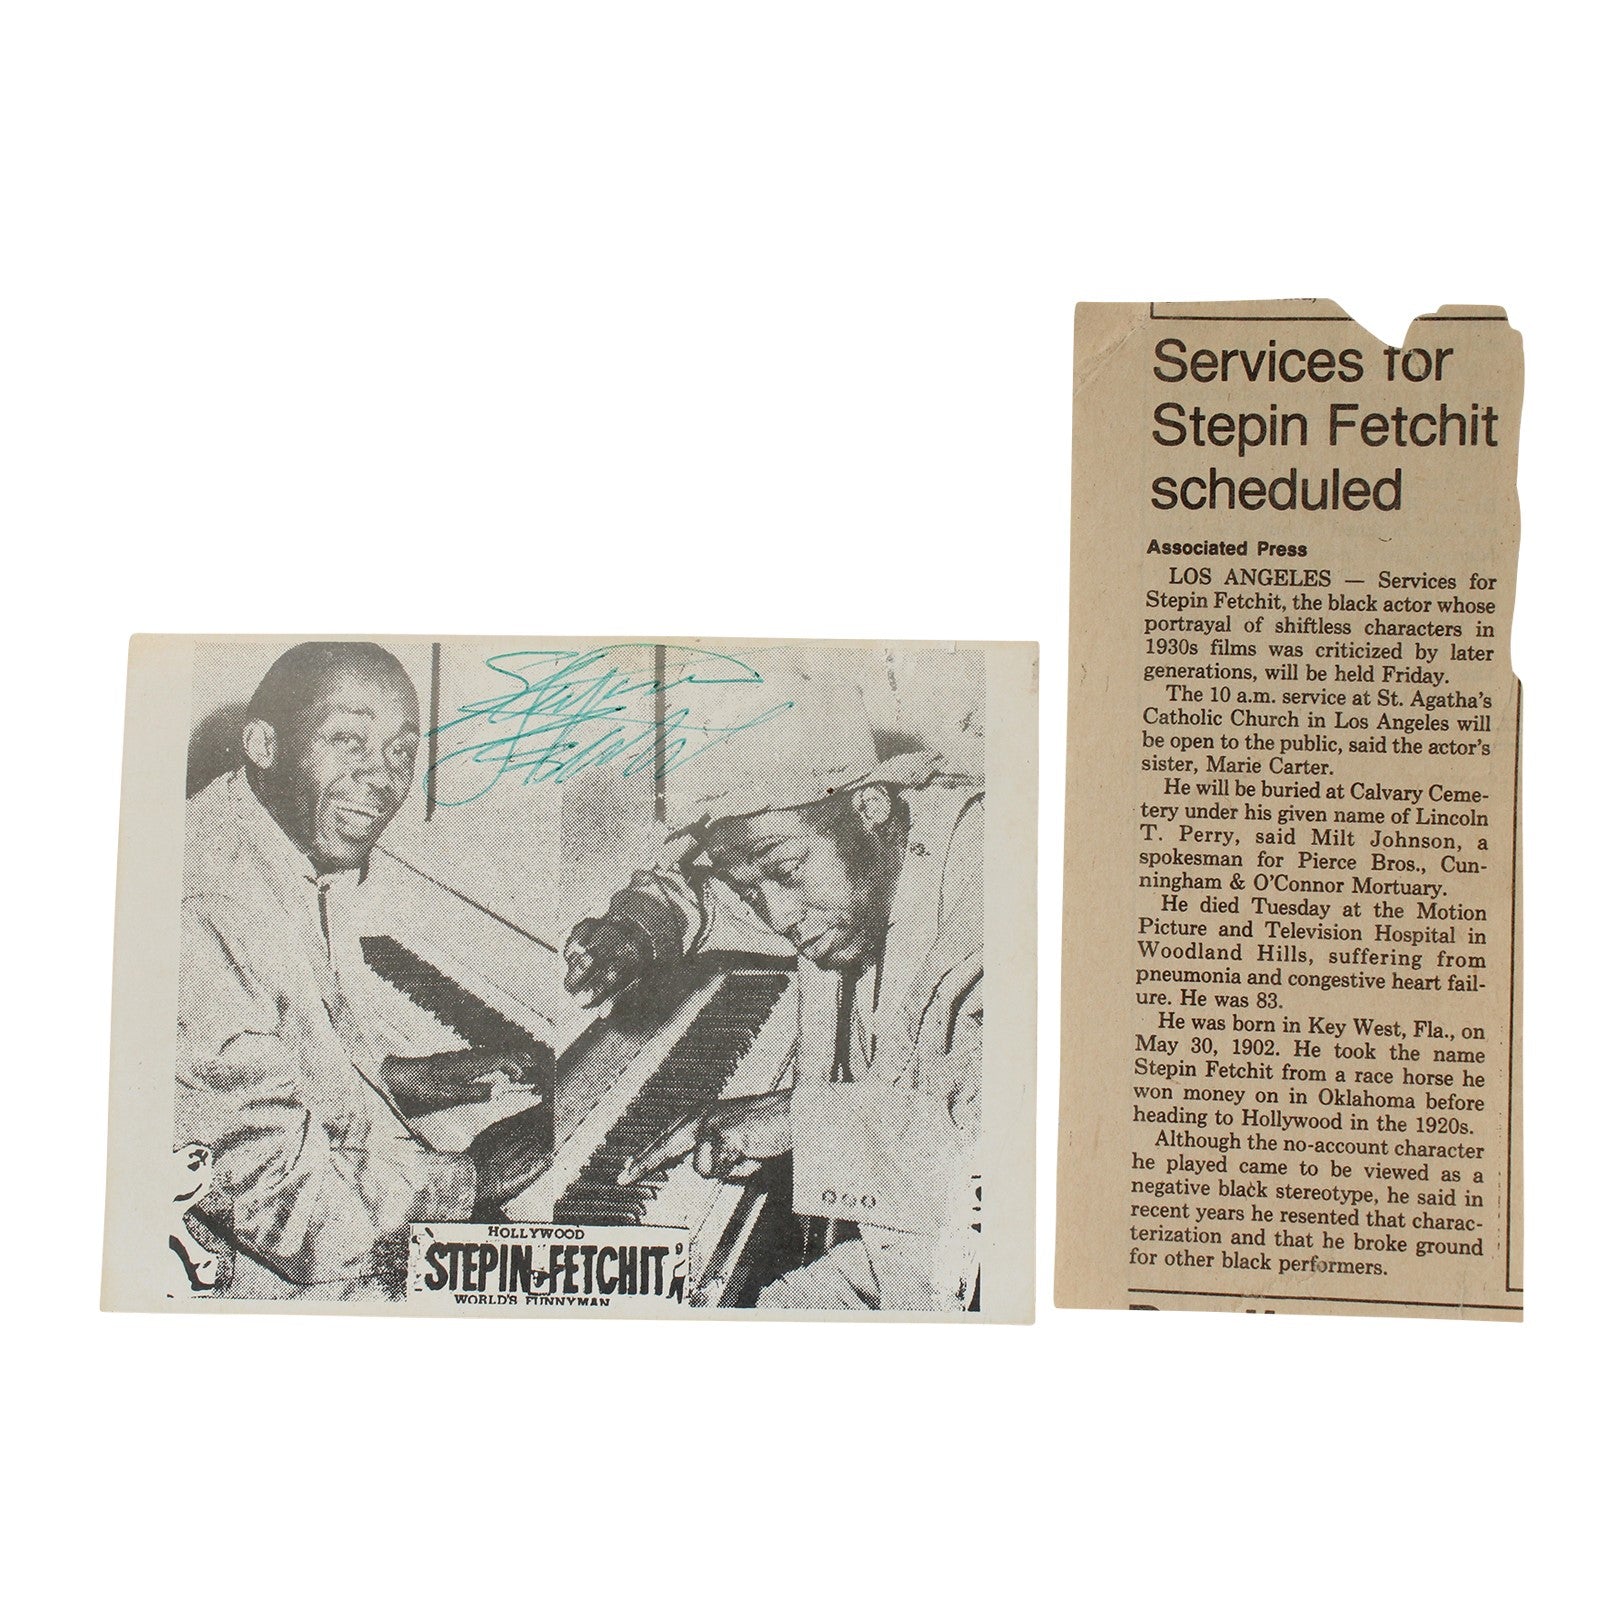 Stepin
Fetchit
HOLLYWOOD
STEPIN FETCHIT
WORLD'S FUNNYMAN
Services for
Stepin Fetchit
scheduled
Associated Press
LOS ANGELES — Services for
Stepin Fetchit, the black actor whose
portrayal of shiftless characters in
1930s films was criticized by later
generations, will be held Friday.
The 10 a.m. service at St. Agatha's
Catholic Church in Los Angeles will
be open to the public, said the actor's
sister, Marie Carter.
He will be buried at Calvary Ceme-
tery under his given name of Lincoln
T. Perry, said Milt Johnson, a
spokesman for Pierce Bros., Cun-
ningham & O'Connor Mortuary.
He died Tuesday at the Motion
Picture and Television Hospital in
Woodland Hills, suffering from
pneumonia and congestive heart fail-
ure. He was 83.
He was born in Key West, Fla., on
May 30, 1902. He took the name
Stepin Fetchit from a race horse he
won money on in Oklahoma before
heading to Hollywood in the 1920s.
Although the no-account character
he played came to be viewed as a
negative black stereotype, he said in
recent years he resented that charac-
terization and that he broke ground
for other black performers.